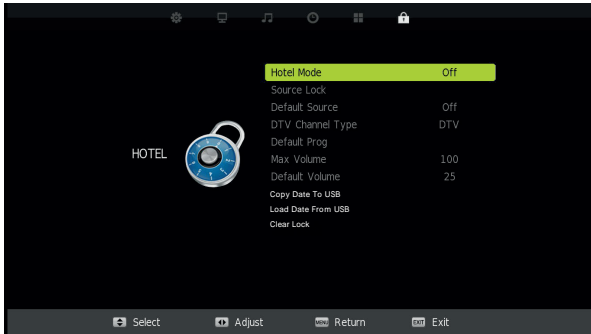 Hotel Mode Off
Source Lock
Default Source Off
DTV Channel Type DTV
Default Prog
HOTEL
Max Volume 100
Default Volume 25
Copy Date To USB
Load Date From USB
Clear Lock
Select Adjust MENU Return EXIT Exit